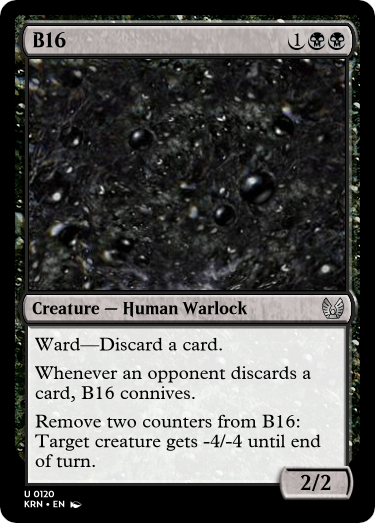 B16 1
Creature — Human Warlock
Ward—Discard a card.
Whenever an opponent discards a
card, B16 connives.
Remove two counters from B16:
Target creature gets -4/-4 until end
of turn.
2/2
U 0120
KRN • EN